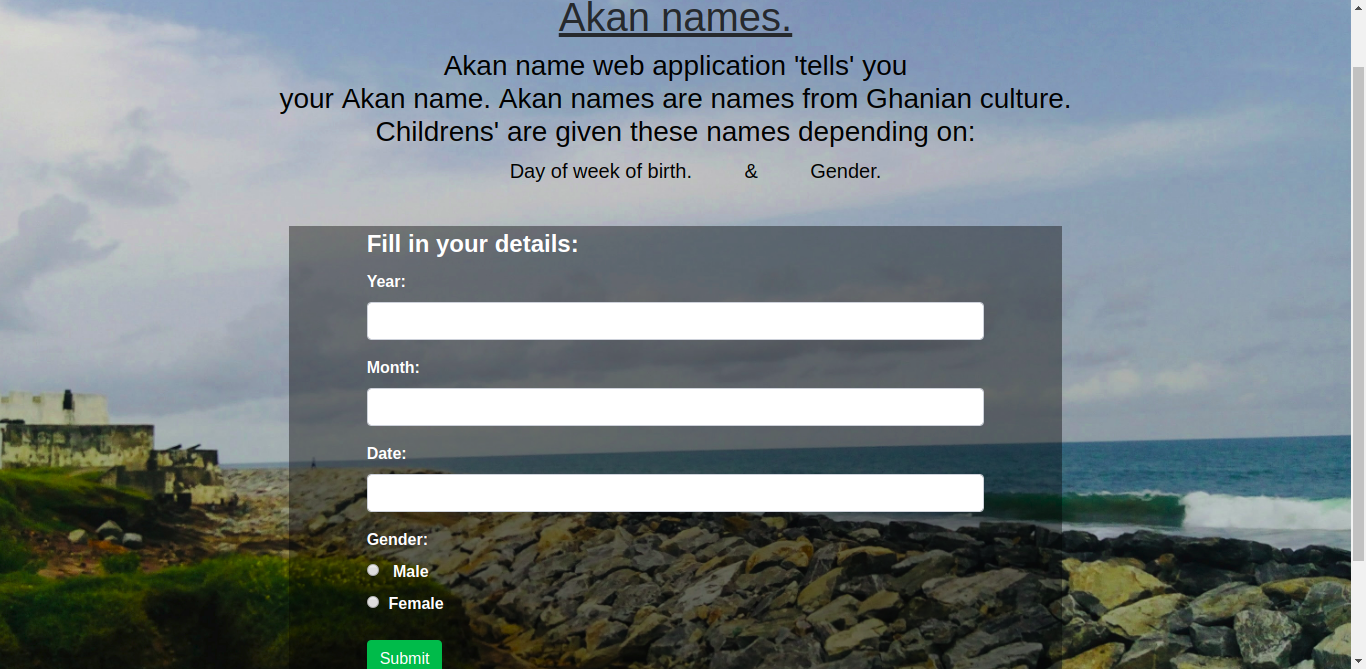 Akan names.
Akan name web application 'tells' you
your Akan name. Akan names are names from Ghanian culture.
Childrens' are given these names depending on:
Day of week of birth. & Gender.
Fill in your details:
Year:
Month:
Date:
Gender:
Male
Female
Submit